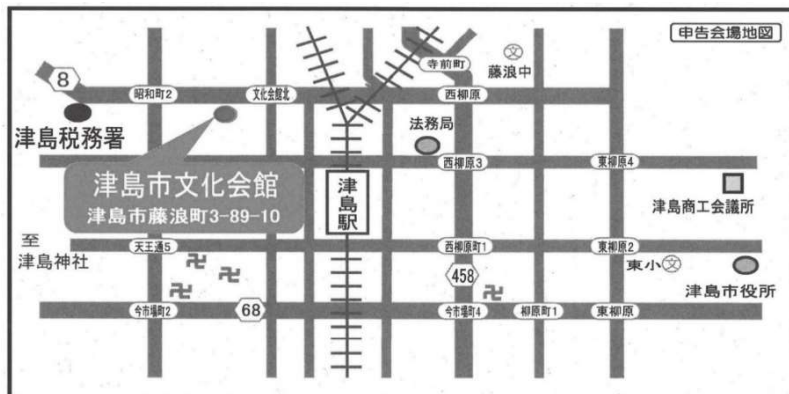 申告会場地図
8
昭和町2
文化会館北
寺前町
文
藤浪中
西柳原
津島税務署
法務局
西柳原3
東柳原4
津島市文化会館
津島市藤浪町3-89-10
津島駅
津島商工会議所
至
津島神社
天王通5
西柳原町1
東柳原2
東小文
458
津島市役所
今市場町2
68
今市場町4
柳原町1
東柳原